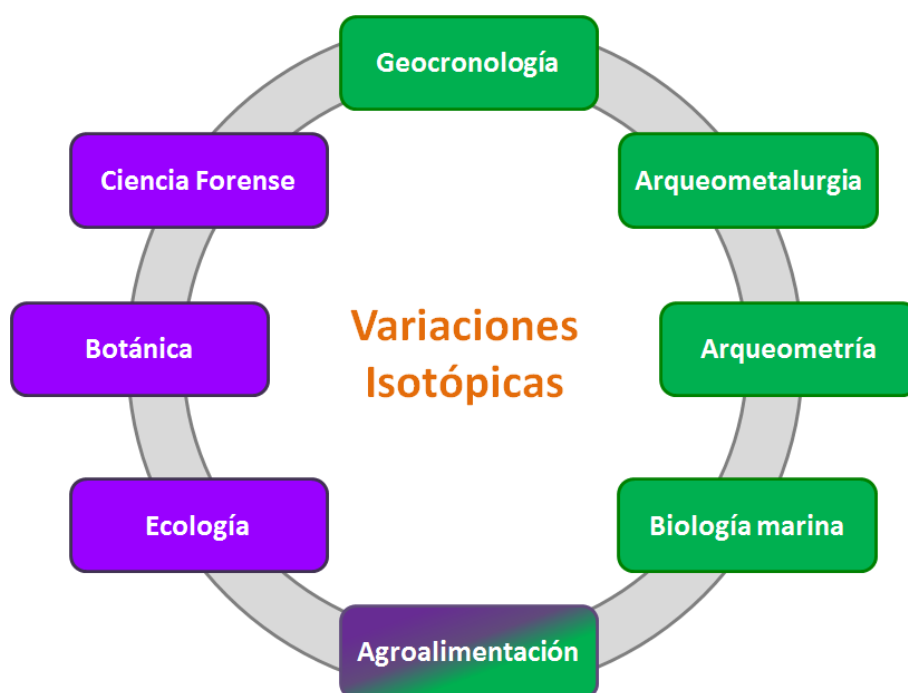 Geocronología
Ciencia Forense
Arqueometalurgia
Botánica
Variaciones
Isotópicas
Arqueometría
Ecología
Biología marina
Agroalimentación